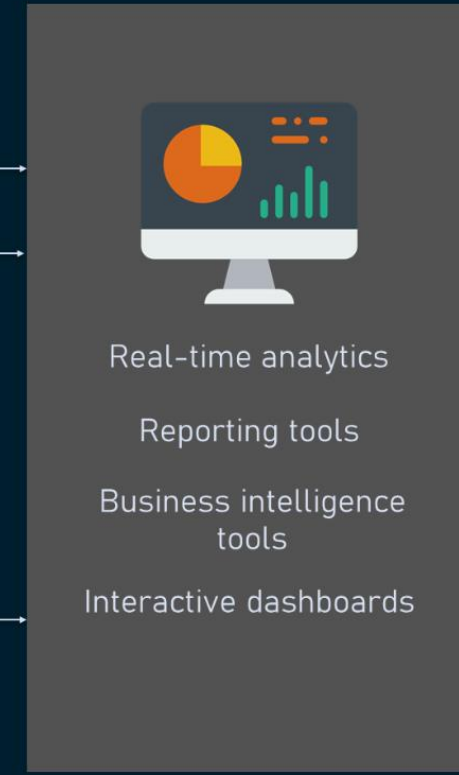 Real-time analytics
Reporting tools
Business intelligence
tools
Interactive dashboards